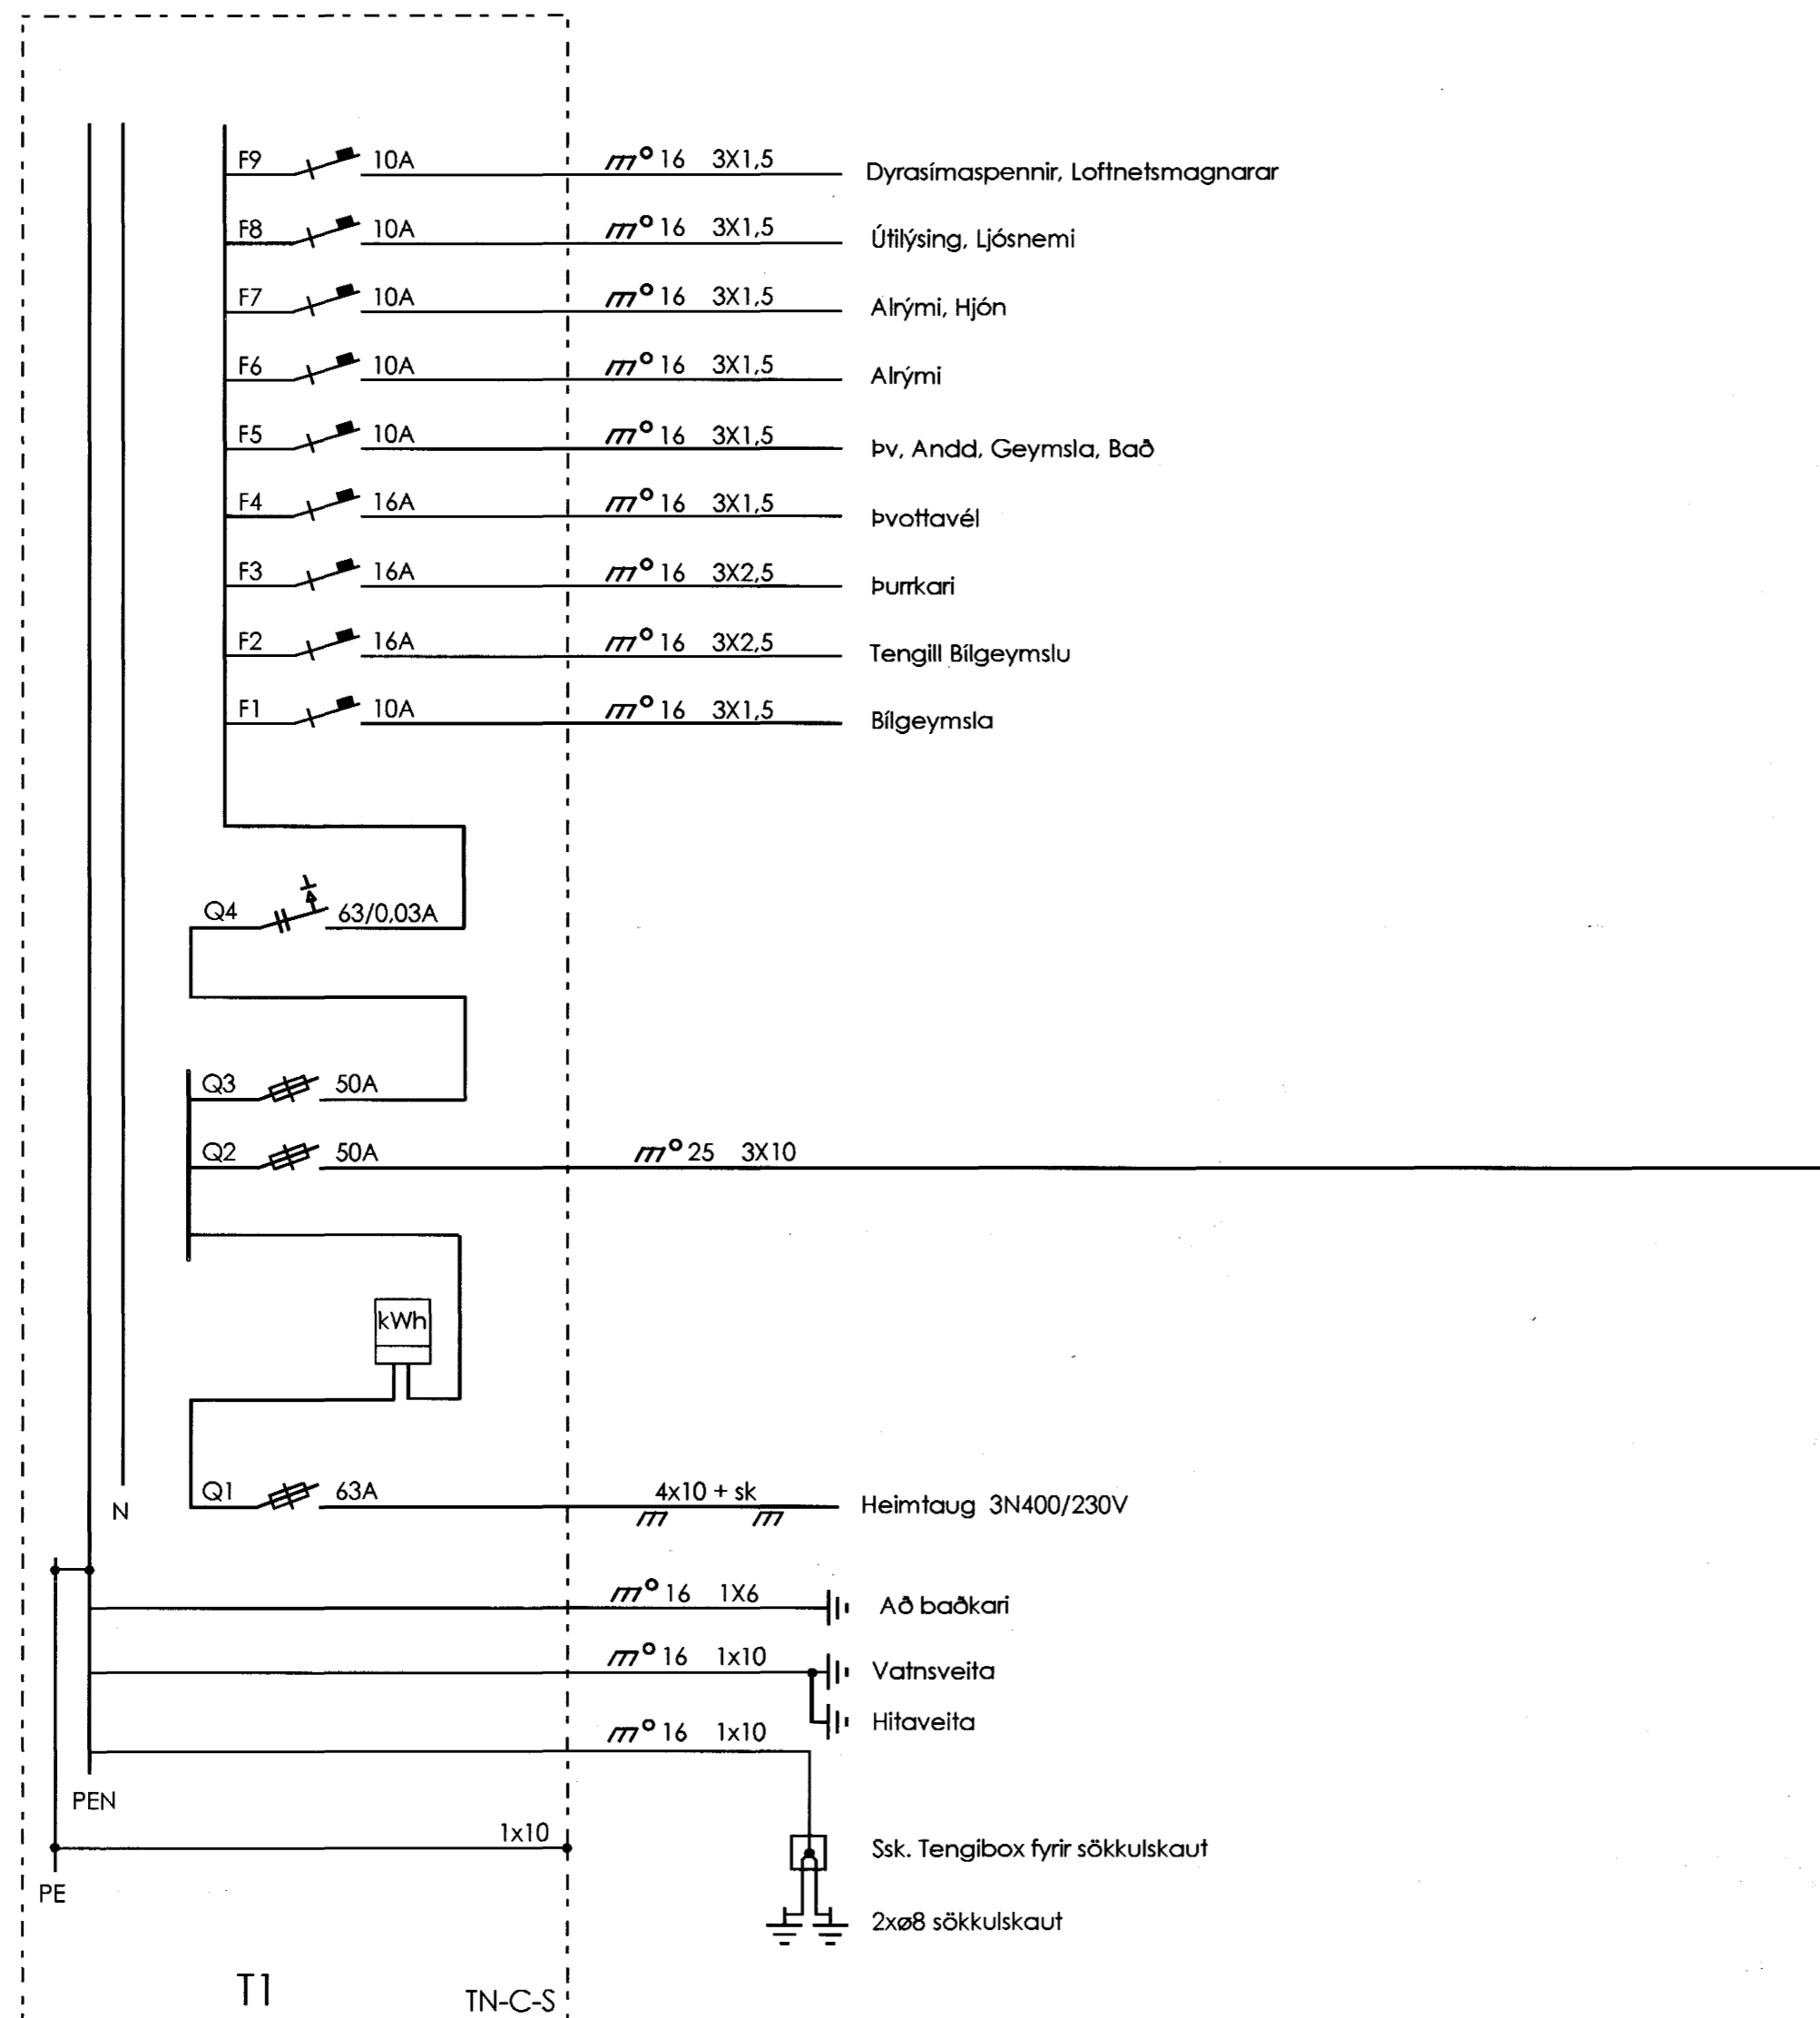 F9 10A 16 3X1,5 Dyrasímaspennir, Loftnetsmagnarar
F8 10A 16 3X1,5 Útilýsing, Ljósnemi
F7 10A 16 3X1,5 Alrými, Hjón
F6 10A 16 3X1,5 Alrými
F5 10A 16 3X1,5 Þv, Andd, Geymsla, Bað
F4 16A 16 3X1,5 Þvottavél
F3 16A 16 3X2,5 Þurrkari
F2 16A 16 3X2,5 Tengill Bílgeymslu
F1 10A 16 3X1,5 Bílgeymsla
Q4 63/0,03A
Q3 50A
Q2 50A 25 3X10
kWh
Q1 63A 4x10 + sk Heimtaug 3N400/230V
N
16 1X6 Að baðkari
16 1x10 Vatnsveita
Hitaveita
16 1x10
PEN
1x10 Ssk. Tengibox fyrir sökkulskaut
PE
2xø8 sökkulskaut
T1 TN-C-S